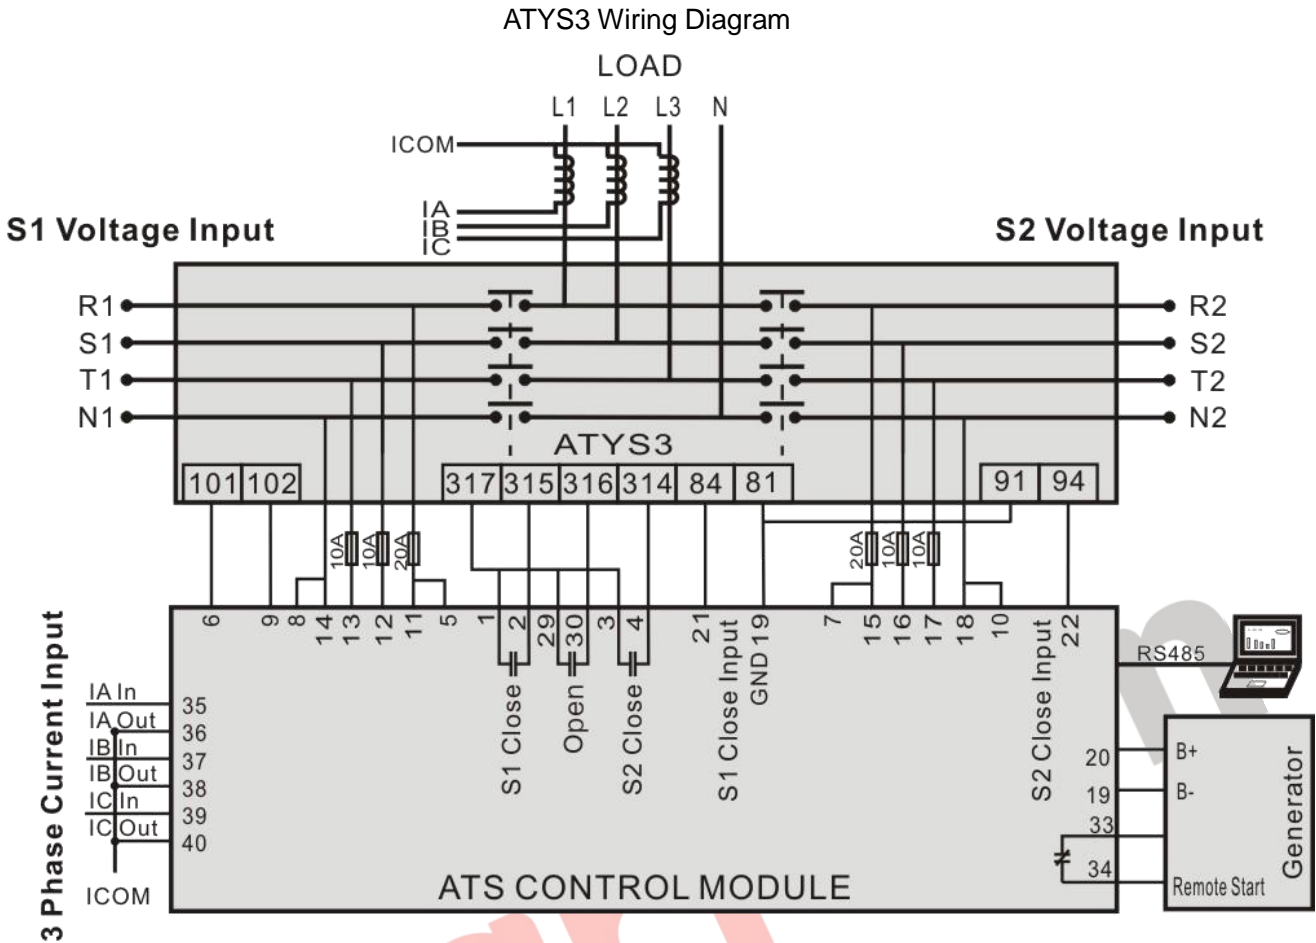 ATYS3 Wiring Diagram
LOAD
L1 L2 L3 N
ICOM
IA
IB
IC
S1 Voltage Input
S2 Voltage Input
R1
R2
S1
S2
T1
T2
N1
N2
ATYS3
101 102 317 315 316 314 84 81 91 94
10A 10A 20A 20A 10A 10A
6 9 8 14 13 12 11 5 1 2 29 30 3 4 21 19 7 15 16 17 18 10 22
S1 Close
Open
S2 Close
S1 Close Input
GND
S2 Close Input
RS485
3 Phase Current Input
IA In 35
IA Out 36
IB In 37
IB Out 38
IC In 39
IC Out 40
ICOM
20 B+
19 B-
33
34 Remote Start
Generator
ATS CONTROL MODULE